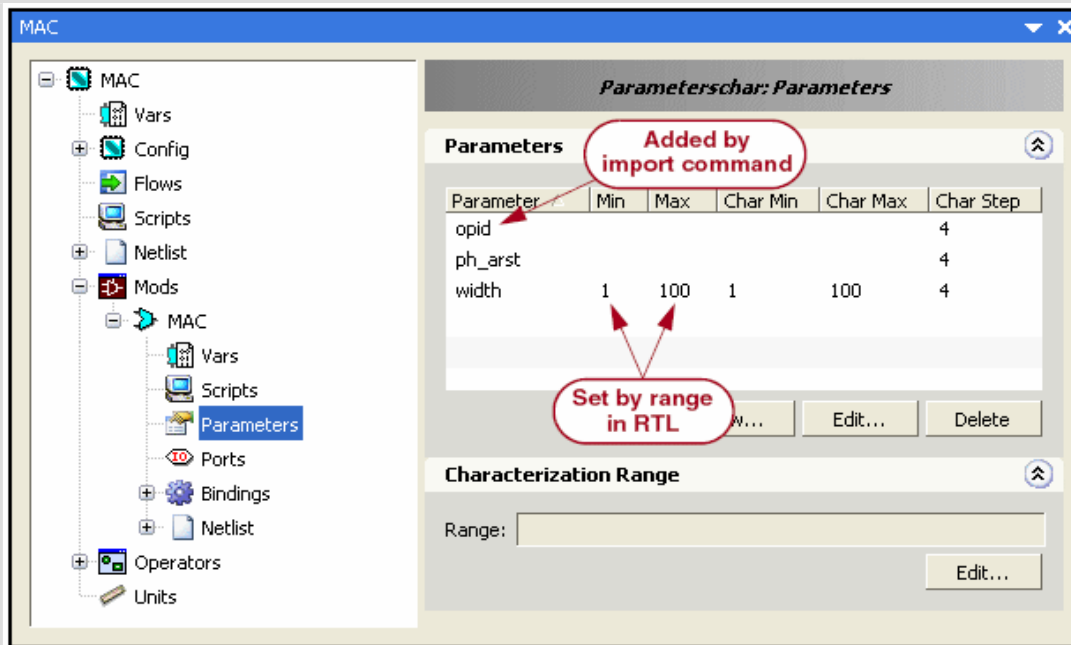 MAC
MAC
Vars
Config
Flows
Scripts
Netlist
Mods
MAC
Vars
Scripts
Parameters
IO Ports
Bindings
Netlist
Operators
Units
Parameterschar: Parameters
Parameters
Added by
import command
Parameter Min Max Char Min Char Max Char Step
opid 4
ph_arst 4
width 1 100 1 100 4
Set by range
in RTL
w... Edit... Delete
Characterization Range
Range:
Edit...